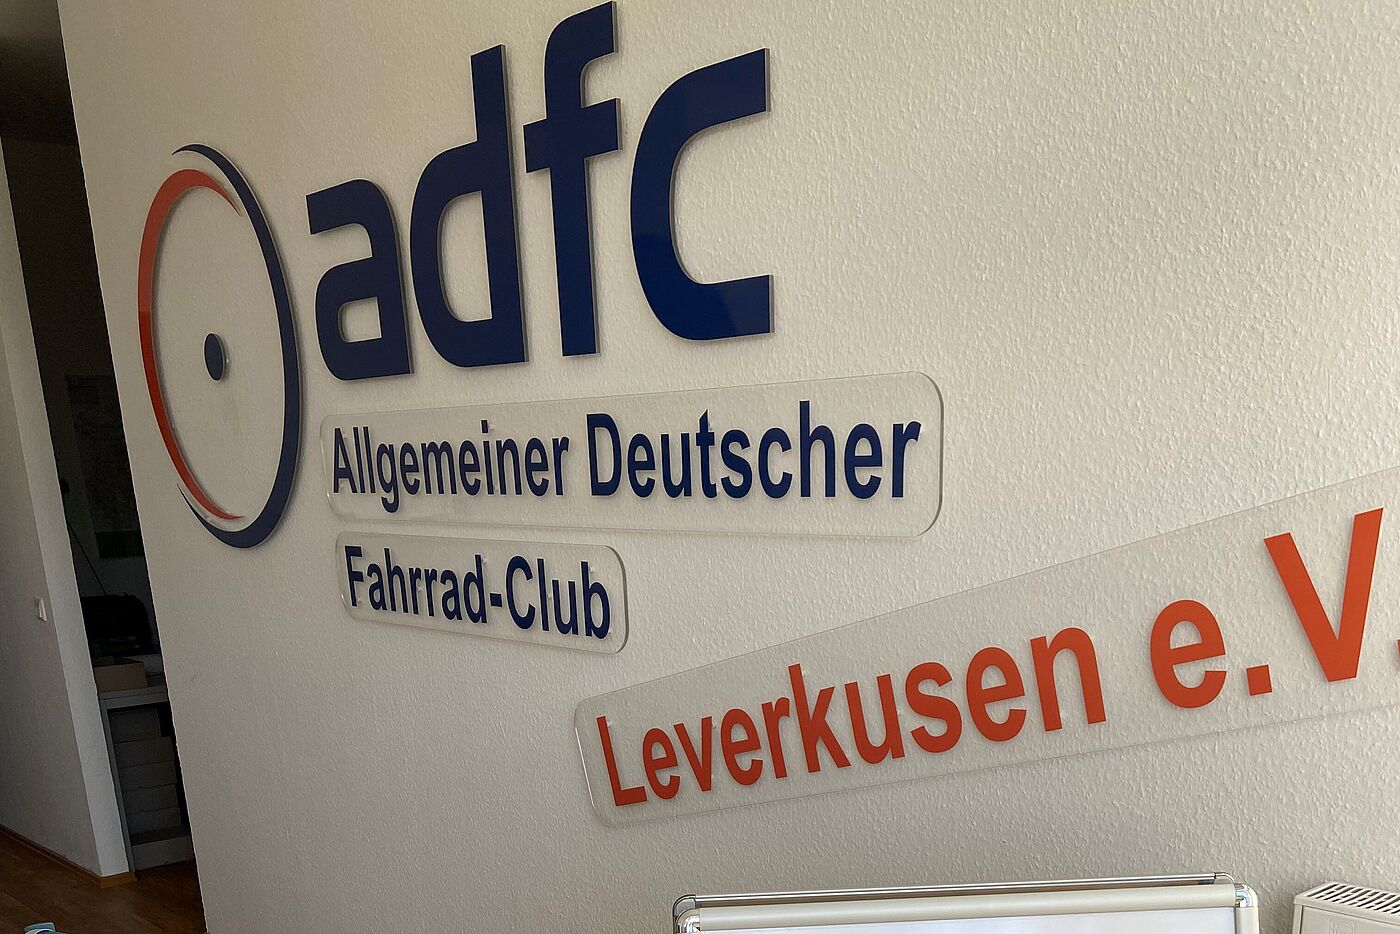 adfc
Allgemeiner Deutscher
Fahrrad-Club
Leverkusen e.V.